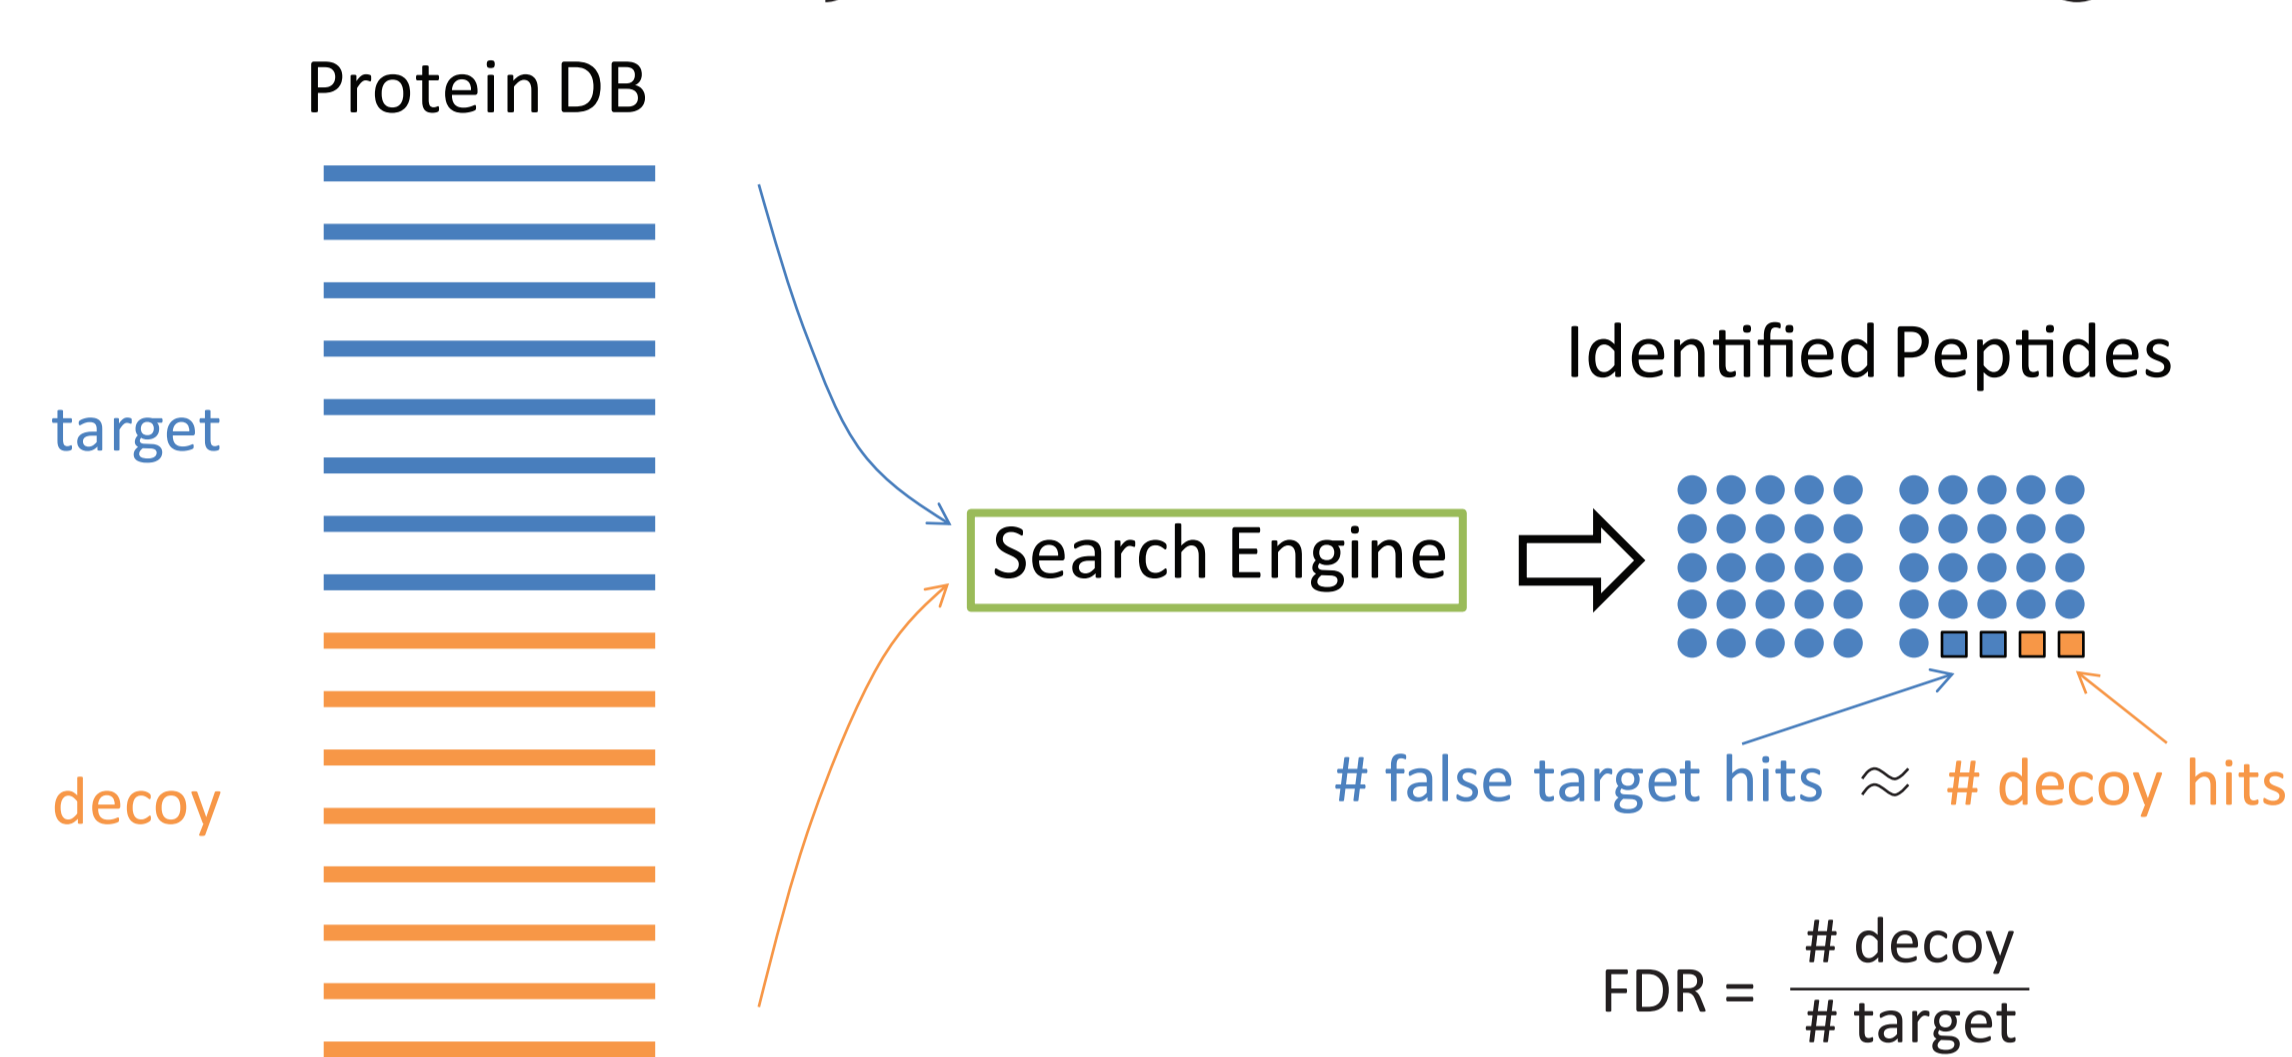 Protein DB
target
decoy
Search Engine
Identified Peptides
# false target hits ≈ # decoy hits
FDR = # decoy
# target